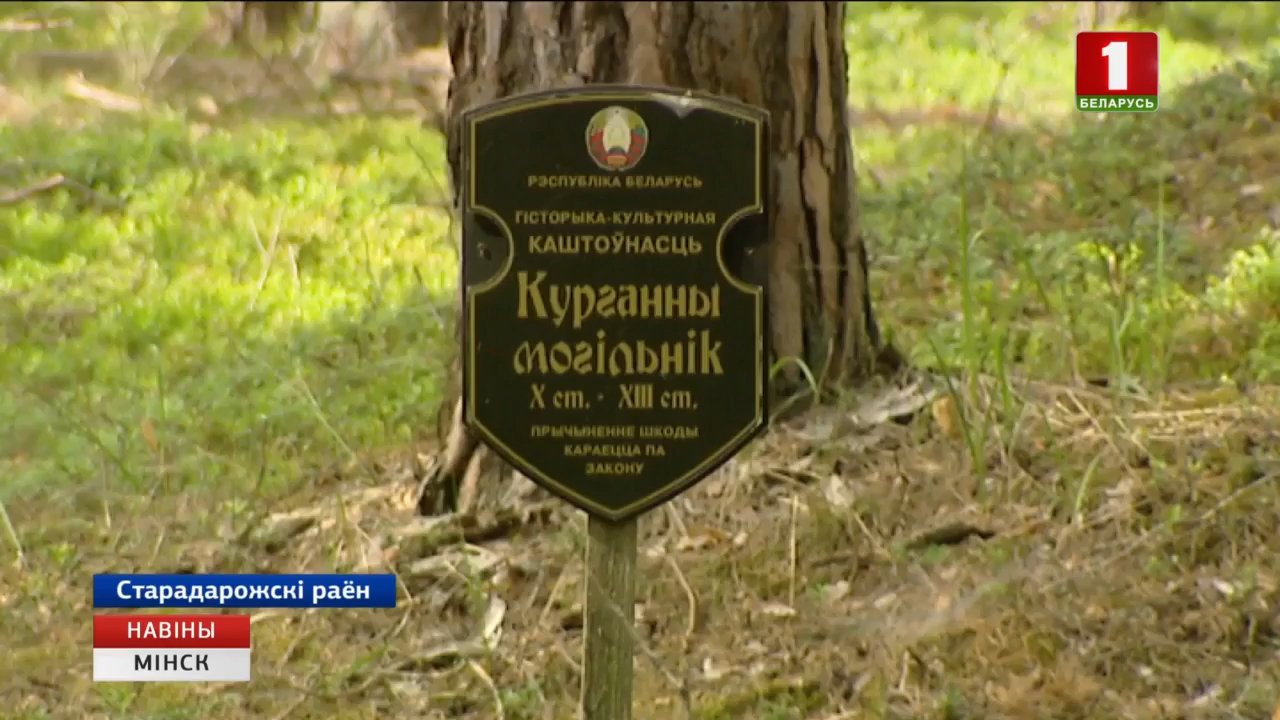 1
БЕЛАРУСЬ
РЭСПУБЛІКА БЕЛАРУСЬ
ГІСТОРЫКА-КУЛЬТУРНАЯ
КАШТОЎНАСЦЬ
Курганны
могільнік
X ст. · XIII ст.
ПРЫЧЫНЕННЕ ШКОДЫ
КАРАЕЦЦА ПА
ЗАКОНУ
Старадарожскі раён
НАВІНЫ
МІНСК